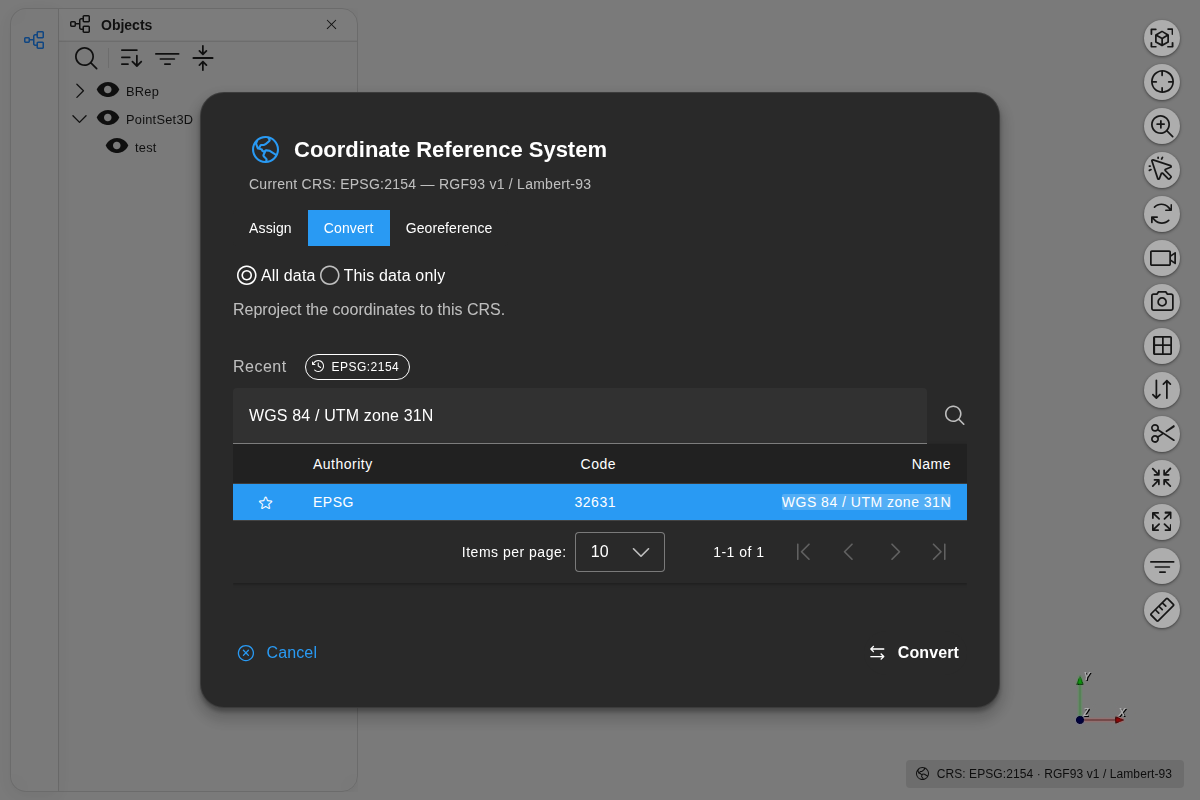 Objects
BRep
PointSet3D
test
Coordinate Reference System
Current CRS: EPSG:2154 — RGF93 v1 / Lambert-93
Assign Convert Georeference
All data This data only
Reproject the coordinates to this CRS.
Recent EPSG:2154
WGS 84 / UTM zone 31N
Authority Code Name
EPSG 32631 WGS 84 / UTM zone 31N
Items per page: 10 1-1 of 1
Cancel Convert
Y
Z X
CRS: EPSG:2154 · RGF93 v1 / Lambert-93